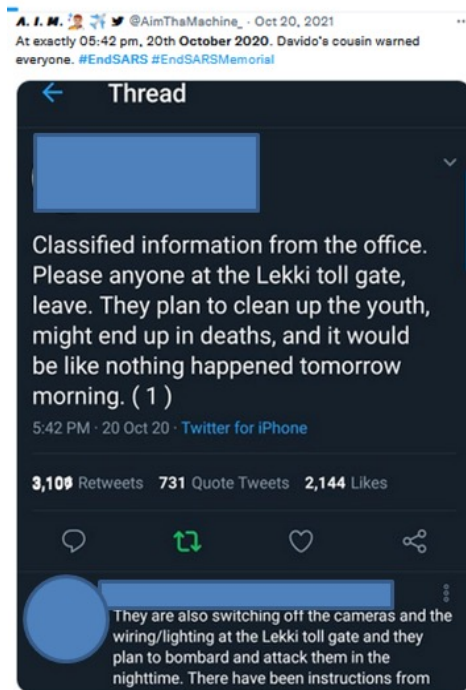 A. I. M. @AimThaMachine_ · Oct 20, 2021
At exactly 05:42 pm, 20th October 2020. Davido's cousin warned
everyone. #EndSARS #EndSARSMemorial
Thread
Classified information from the office.
Please anyone at the Lekki toll gate,
leave. They plan to clean up the youth,
might end up in deaths, and it would
be like nothing happened tomorrow
morning. ( 1 )
5:42 PM · 20 Oct 20 · Twitter for iPhone
Retweets 731 Quote Tweets 2,144 Likes
They are also switching off the cameras and the
wiring/lighting at the Lekki toll gate and they
plan to bombard and attack them in the
nighttime. There have been instructions from